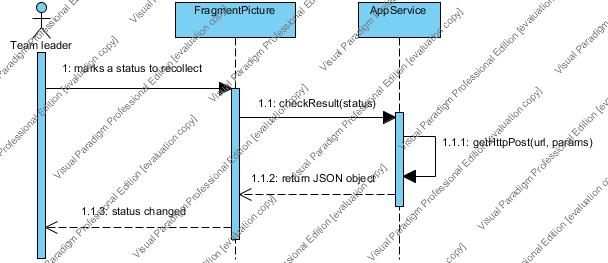 FragmentPicture
AppService
Team leader
1: marks a status to recollect
1.1: checkResult(status)
1.1.1: getHttpPost(url, params)
1.1.2: return JSON object
1.1.3: status changed
Visual Paradigm Professional Edition [evaluation copy]